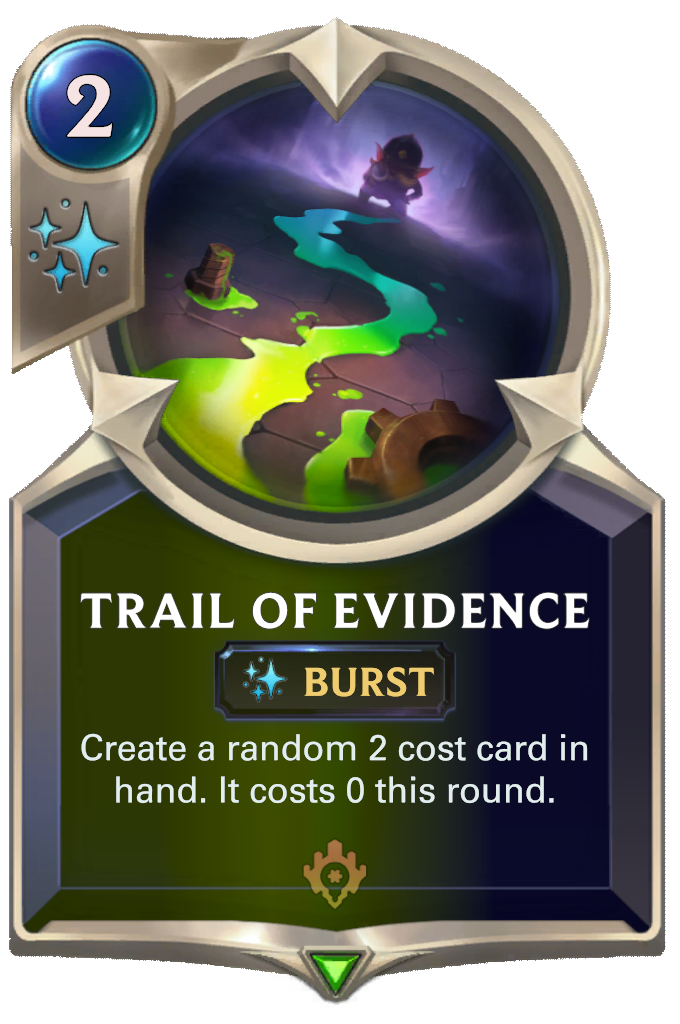 2
TRAIL OF EVIDENCE
BURST
Create a random 2 cost card in
hand. It costs 0 this round.